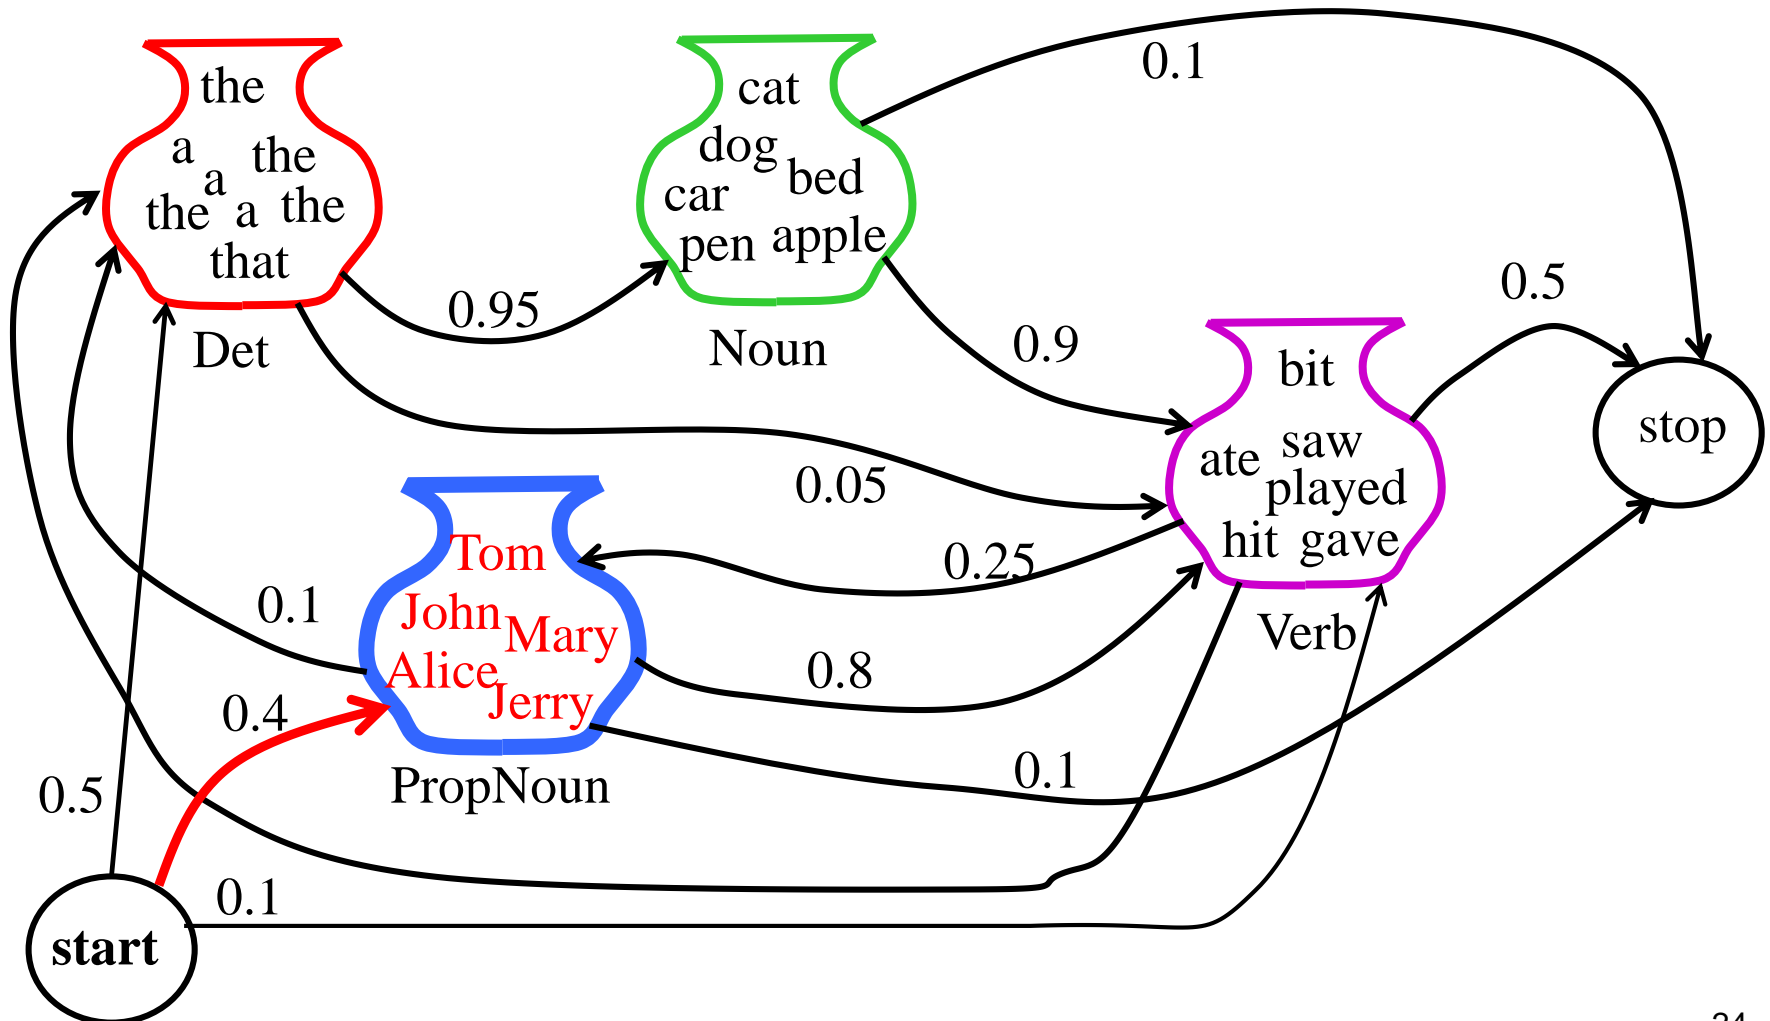 the
a
the
a
the
a
the
that
Det
cat
dog
bed
car
pen
apple
Noun
0.1
0.95
0.9
0.5
bit
saw
ate
played
hit
gave
Verb
stop
0.05
0.25
Tom
John
Mary
Alice
Jerry
PropNoun
0.1
0.8
0.4
0.1
0.5
0.1
start